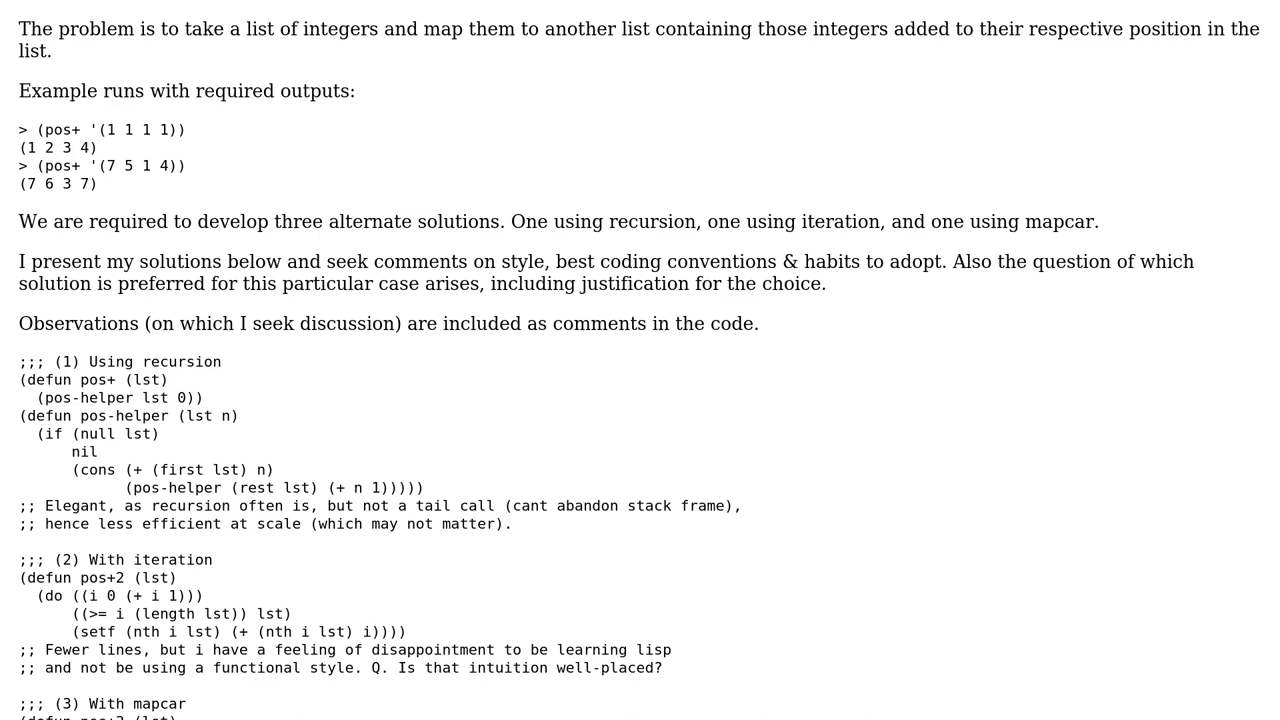 The problem is to take a list of integers and map them to another list containing those integers added to their respective position in the
list.
Example runs with required outputs:
> (pos+ '(1 1 1 1))
(1 2 3 4)
> (pos+ '(7 5 1 4))
(7 6 3 7)
We are required to develop three alternate solutions. One using recursion, one using iteration, and one using mapcar.
I present my solutions below and seek comments on style, best coding conventions & habits to adopt. Also the question of which
solution is preferred for this particular case arises, including justification for the choice.
Observations (on which I seek discussion) are included as comments in the code.
;;; (1) Using recursion
(defun pos+ (lst)
  (pos-helper lst 0))
(defun pos-helper (lst n)
  (if (null lst)
      nil
      (cons (+ (first lst) n)
            (pos-helper (rest lst) (+ n 1)))))
;; Elegant, as recursion often is, but not a tail call (cant abandon stack frame),
;; hence less efficient at scale (which may not matter).
;;; (2) With iteration
(defun pos+2 (lst)
  (do ((i 0 (+ i 1)))
      ((>= i (length lst)) lst)
      (setf (nth i lst) (+ (nth i lst) i))))
;; Fewer lines, but i have a feeling of disappointment to be learning lisp
;; and not be using a functional style. Q. Is that intuition well-placed?
;;; (3) With mapcar
(defun pos+3 (lst)